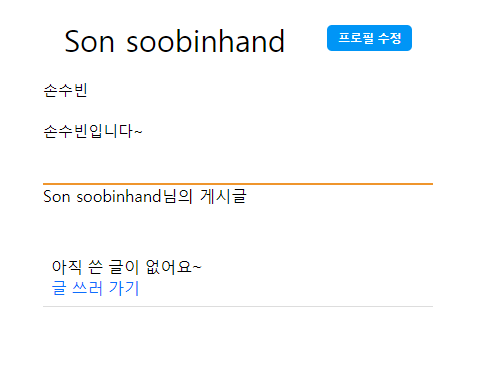 Son soobinhand
프로필 수정
손수빈
손수빈입니다~
Son soobinhand님의 게시글
아직 쓴 글이 없어요~
글 쓰러 가기